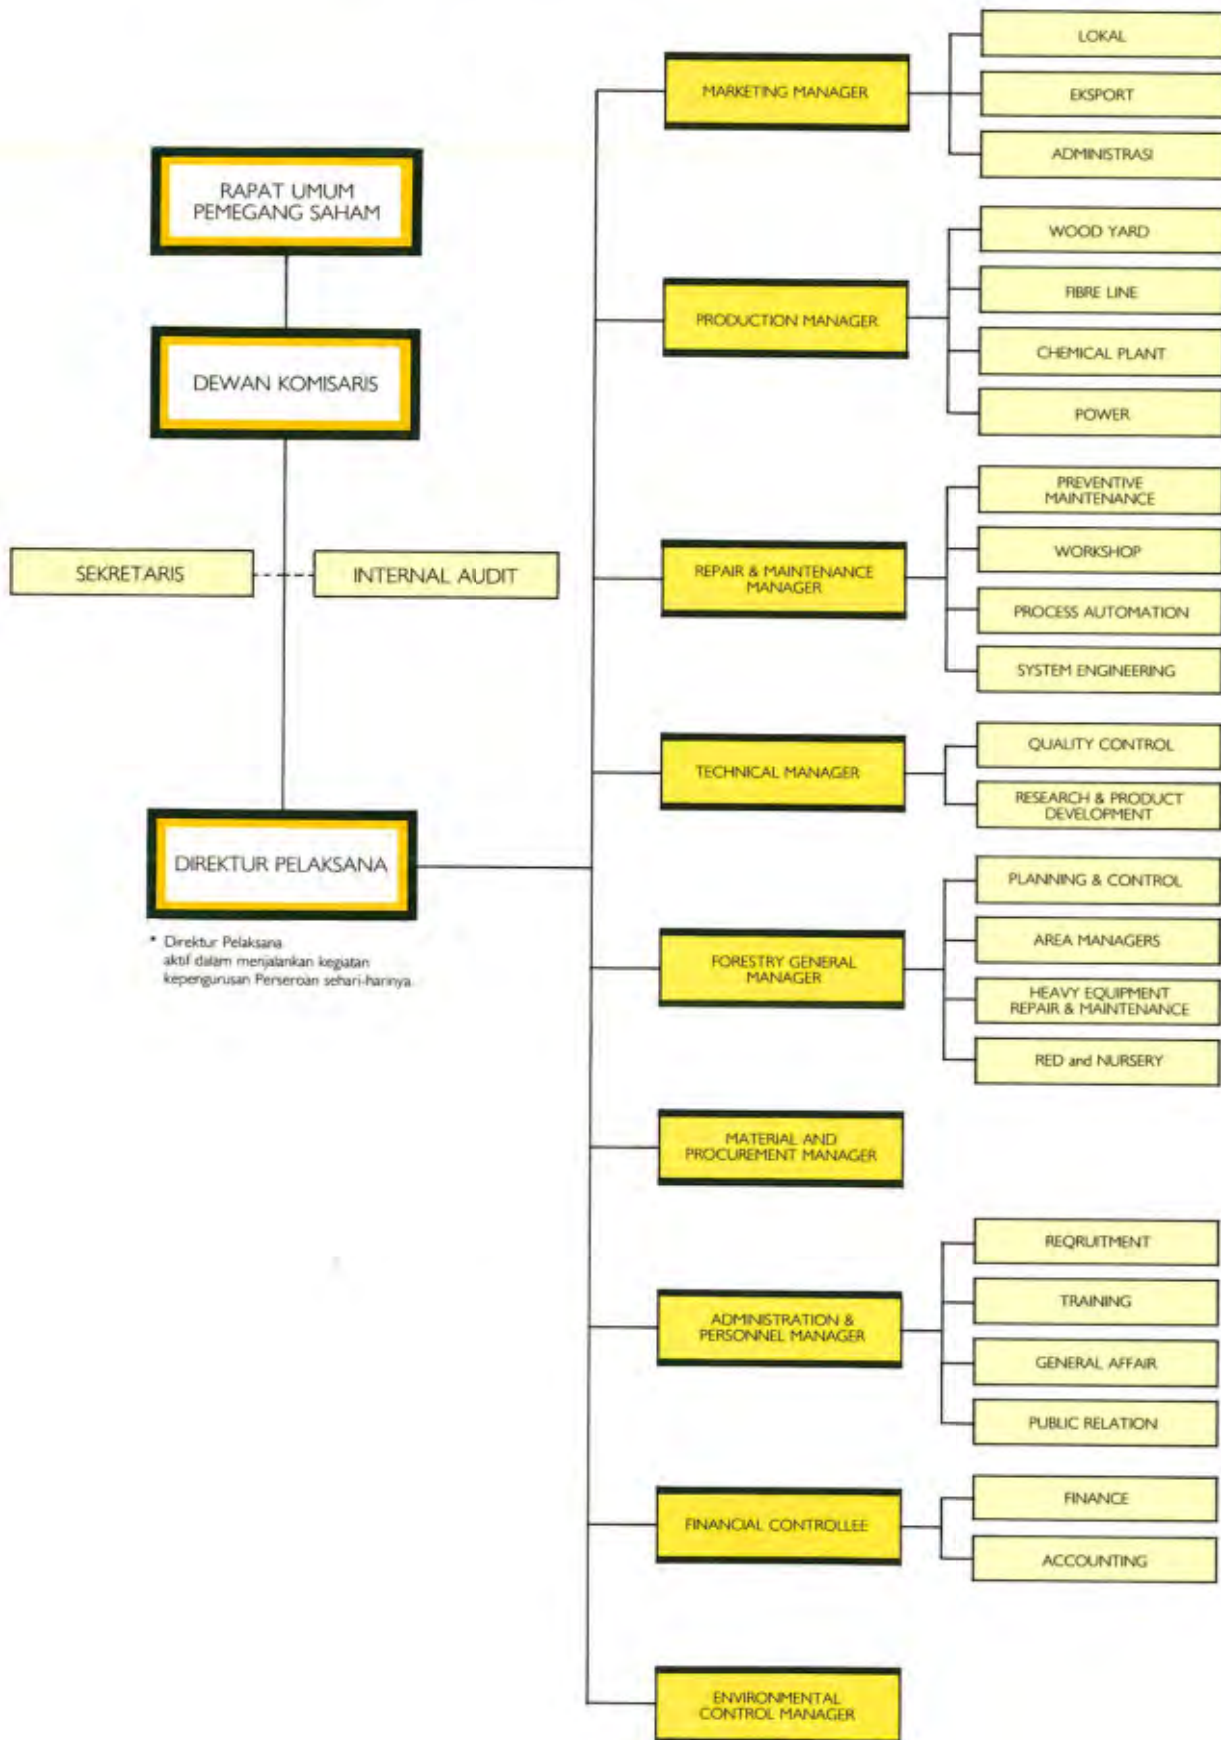 RAPAT UMUM
PEMEGANG SAHAM
DEWAN KOMISARIS
SEKRETARIS
INTERNAL AUDIT
DIREKTUR PELAKSANA
* Direktur Pelaksana
aktif dalam menjalankan kegiatan
kepengurusan Perseroan sehari-harinya
MARKETING MANAGER
LOKAL
EKSPORT
ADMINISTRASI
PRODUCTION MANAGER
WOOD YARD
FIBRE LINE
CHEMICAL PLANT
POWER
REPAIR & MAINTENANCE
MANAGER
PREVENTIVE
MAINTENANCE
WORKSHOP
PROCESS AUTOMATION
SYSTEM ENGINEERING
TECHNICAL MANAGER
QUALITY CONTROL
RESEARCH & PRODUCT
DEVELOPMENT
FORESTRY GENERAL
MANAGER
PLANNING & CONTROL
AREA MANAGERS
HEAVY EQUIPMENT
REPAIR & MAINTENANCE
RED and NURSERY
MATERIAL AND
PROCUREMENT MANAGER
ADMINISTRATION &
PERSONNEL MANAGER
REQRUITMENT
TRAINING
GENERAL AFFAIR
PUBLIC RELATION
FINANCIAL CONTROLLEE
FINANCE
ACCOUNTING
ENVIRONMENTAL
CONTROL MANAGER